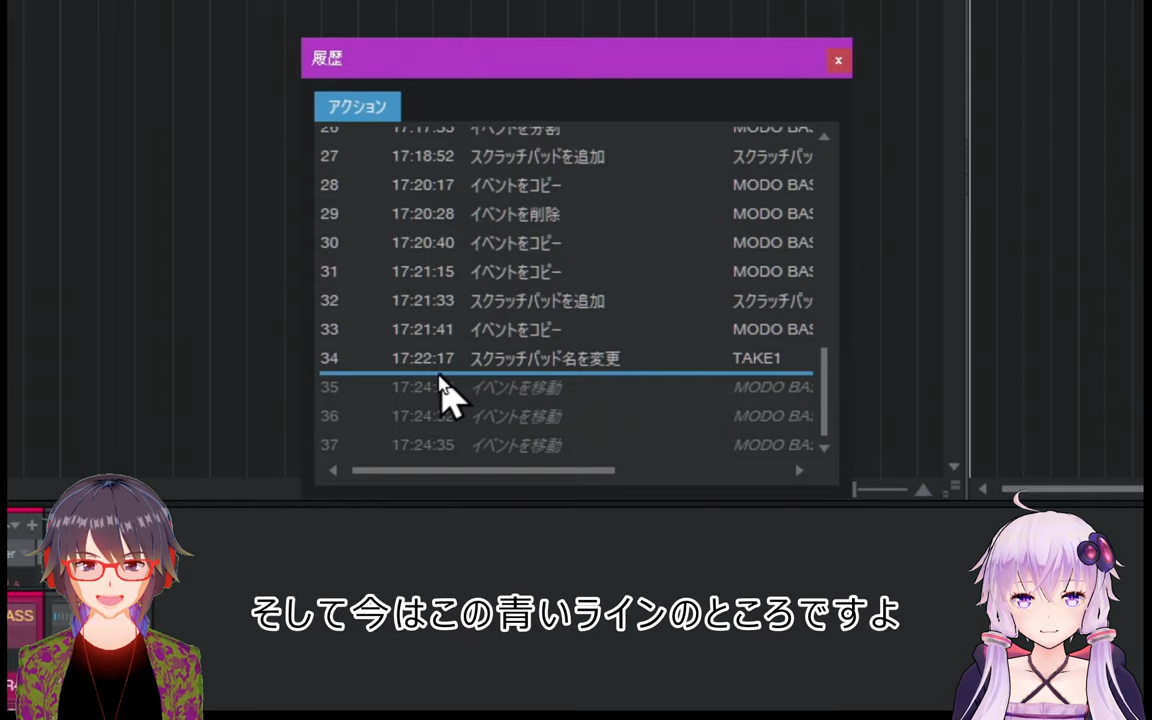 履歴
x
アクション
27 17:18:52 スクラッチパッドを追加 スクラッチパッ
28 17:20:17 イベントをコピー MODO BAS
29 17:20:28 イベントを削除 MODO BAS
30 17:20:40 イベントをコピー MODO BAS
31 17:21:15 イベントをコピー MODO BAS
32 17:21:33 スクラッチパッドを追加 スクラッチパッ
33 17:21:41 イベントをコピー MODO BAS
34 17:22:17 スクラッチパッド名を変更 TAKE1
35 17:24: イベントを移動 MODO BA
36 17:24: イベントを移動 MODO BA
37 17:24:35 イベントを移動 MODO BA
ASS
そして今はこの青いラインのところですよ